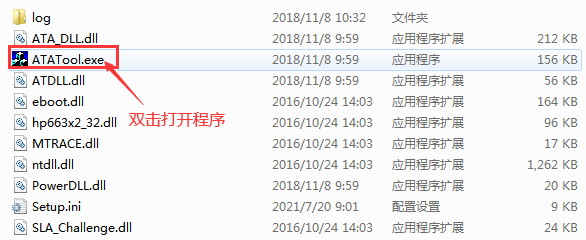 log 2018/11/8 10:32 文件夹
ATA_DLL.dll 2018/11/8 9:59 应用程序扩展 212 KB
ATATool.exe 2018/11/8 9:59 应用程序 156 KB
ATDLL.dll 2018/11/8 9:59 应用程序扩展 56 KB
eboot.dll 2016/10/24 14:03 应用程序扩展 164 KB
双击打开程序
hp663x2_32.dll 2016/10/24 14:03 应用程序扩展 96 KB
MTRACE.dll 2016/10/24 14:03 应用程序扩展 17 KB
ntdll.dll 2016/10/24 14:03 应用程序扩展 1,262 KB
PowerDLL.dll 2018/11/8 9:59 应用程序扩展 20 KB
Setup.ini 2021/7/20 9:01 配置设置 9 KB
SLA_Challenge.dll 2016/10/24 14:03 应用程序扩展 24 KB